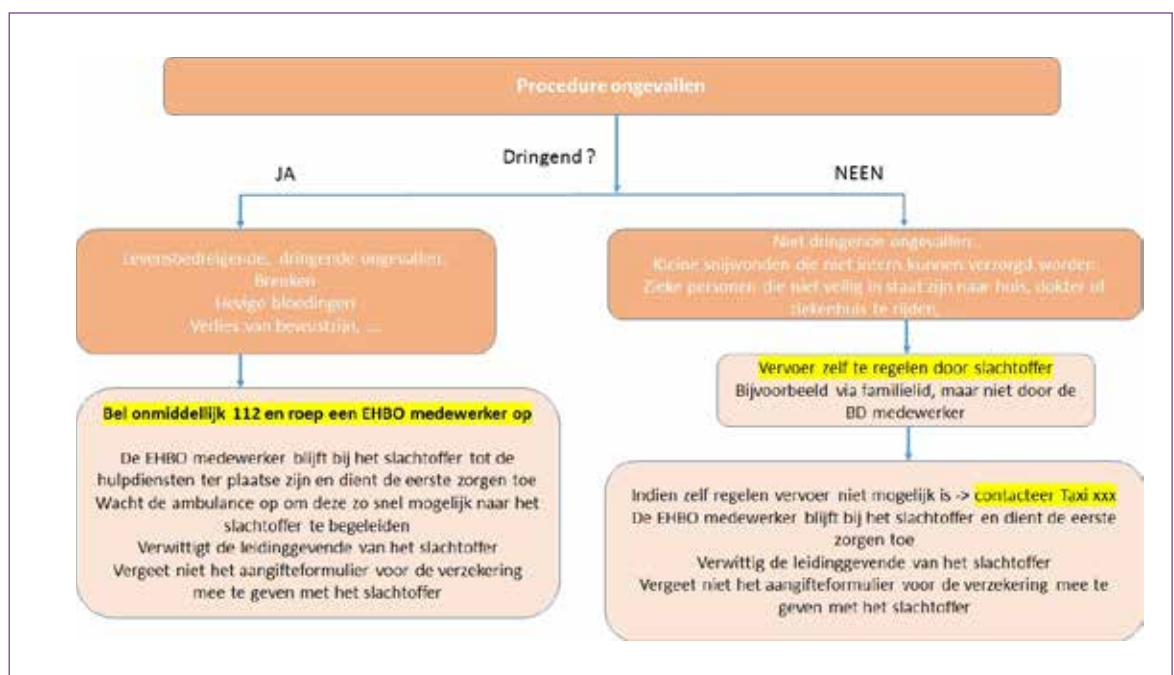 Procedure ongevallen
Dringend ?
JA
NEEN
Levensbedreigende, dringende ongevallen.
Breuken
Hevige bloedingen
Verlies van bewustzijn, ...
Bel onmiddellijk 112 en roep een EHBO medewerker op
De EHBO medewerker blijft bij het slachtoffer tot de
hulpdiensten ter plaatse zijn en dient de eerste zorgen toe
Wacht de ambulance op om deze zo snel mogelijk naar het
slachtoffer te begeleiden
Verwittigt de leidinggevende van het slachtoffer
Vergeet niet het aangifteformulier voor de verzekering
mee te geven met het slachtoffer
Niet dringende ongevallen.
Kleine snijwonden die niet intern kunnen verzorgd worden.
Zieke personen die niet veilig in staat zijn naar huis, dokter of
ziekenhuis te rijden.
Vervoer zelf te regelen door slachtoffer
Bijvoorbeeld via familielid, maar niet door de
BD medewerker
Indien zelf regelen vervoer niet mogelijk is -> contacteer Taxi xxx
De EHBO medewerker blijft bij het slachtoffer en dient de eerste
zorgen toe
Verwittig de leidinggevende van het slachtoffer
Vergeet niet het aangifteformulier voor de verzekering mee te
geven met het slachtoffer